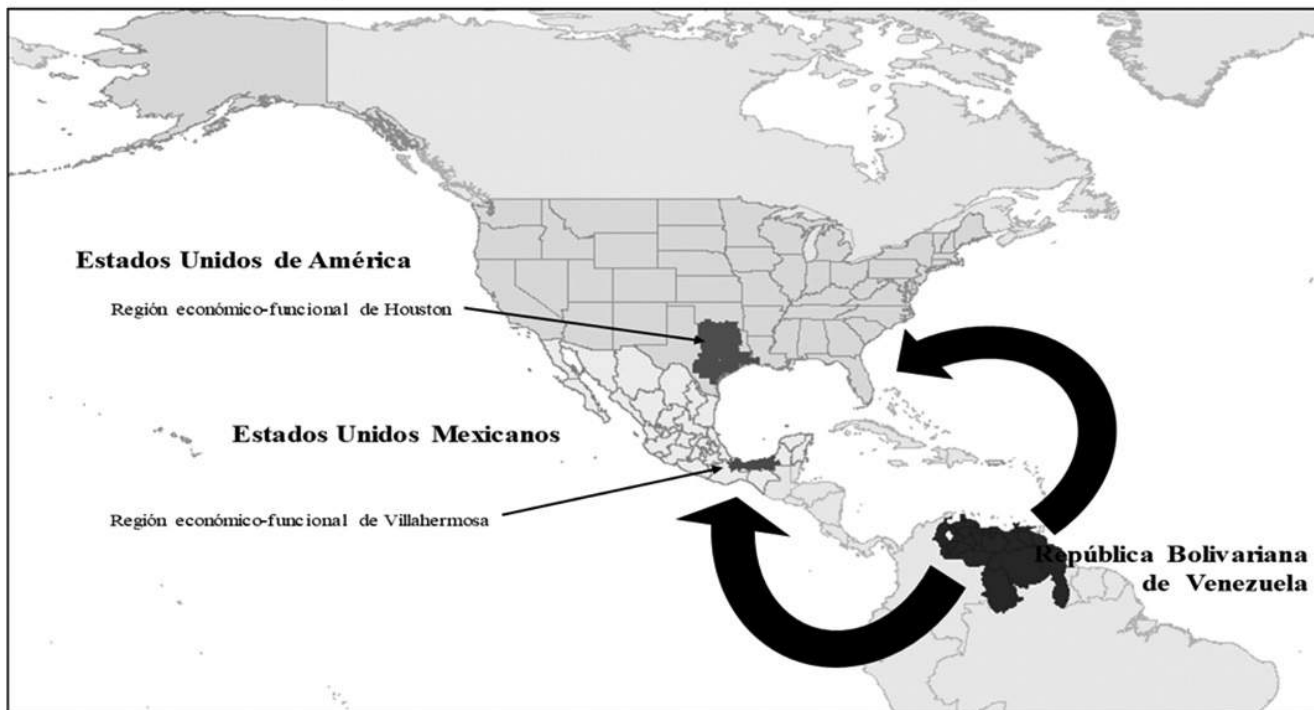 Estados Unidos de América
Región económico-funcional de Houston
Estados Unidos Mexicanos
Región económico-funcional de Villahermosa
República Bolivariana
de Venezuela